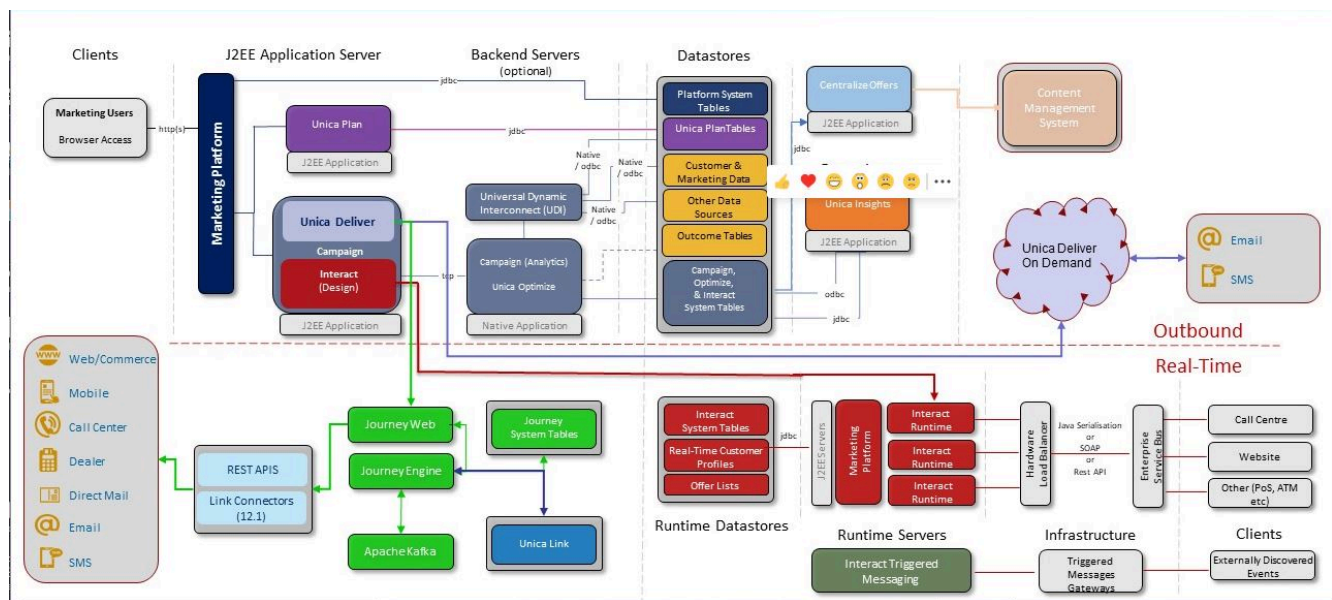 Clients
J2EE Application Server
Backend Servers
(optional)
Datastores
Marketing Users
Browser Access
http(s)
Marketing Platform
jdbc
Unica Plan
J2EE Application
jdbc
Unica Deliver
Campaign
Interact
(Design)
J2EE Application
tcp
Native
/ odbc
Native
/ odbc
Native
/ odbc
Universal Dynamic
Interconnect (UDI)
Campaign (Analytics)
Unica Optimize
Native Application
Platform System
Tables
Unica PlanTables
Customer &
Marketing Data
Other Data
Sources
Outcome Tables
Campaign,
Optimize,
& Interact
System Tables
Centralize Offers
J2EE Application
jdbc
Unica Insights
J2EE Application
odbc
jdbc
Content
Management
System
Unica Deliver
On Demand
Email
SMS
Outbound
Real-Time
www
Web/Commerce
Mobile
Call Center
Dealer
Direct Mail
Email
SMS
REST APIS
Link Connectors
(12.1)
Journey Web
Journey Engine
Apache Kafka
Journey
System Tables
Unica Link
Interact
System Tables
Real-Time Customer
Profiles
Offer Lists
Runtime Datastores
jdbc
J2EEServers
Marketing
Platform
Interact
Runtime
Interact
Runtime
Interact
Runtime
Hardware
Load Balancer
Java Serialisation
or
SOAP
or
Rest API
Enterprise
Service Bus
Call Centre
Website
Other (PoS, ATM
etc)
Runtime Servers
Infrastructure
Clients
Interact Triggered
Messaging
Triggered
Messages
Gateways
Externally Discovered
Events